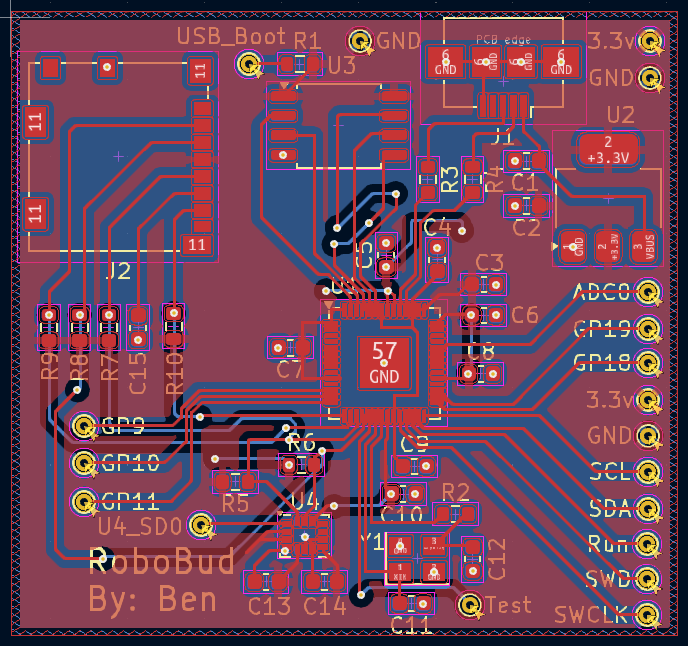 USB_Boot
R1
GND
PCB edge
3.3v
U3
6
GND
6
GND
6
GND
6
GND
GND
11
11
11
11
J1
U2
2
+3.3V
R3
R4
C1
C2
1
GND
2
+3.3V
3
VBUS
J2
C5
C4
C3
C6
C8
C7
57
GND
ADC0
GP19
GP18
3.3v
GND
SCL
SDA
Run
SWD
SWCLK
R9
R8
R7
C15
R10
GP9
GP10
GP11
U4_SD0
R6
R5
U4
C9
C10
R2
Y1
C12
C13
C14
C11
Test
RoboBud
By: Ben